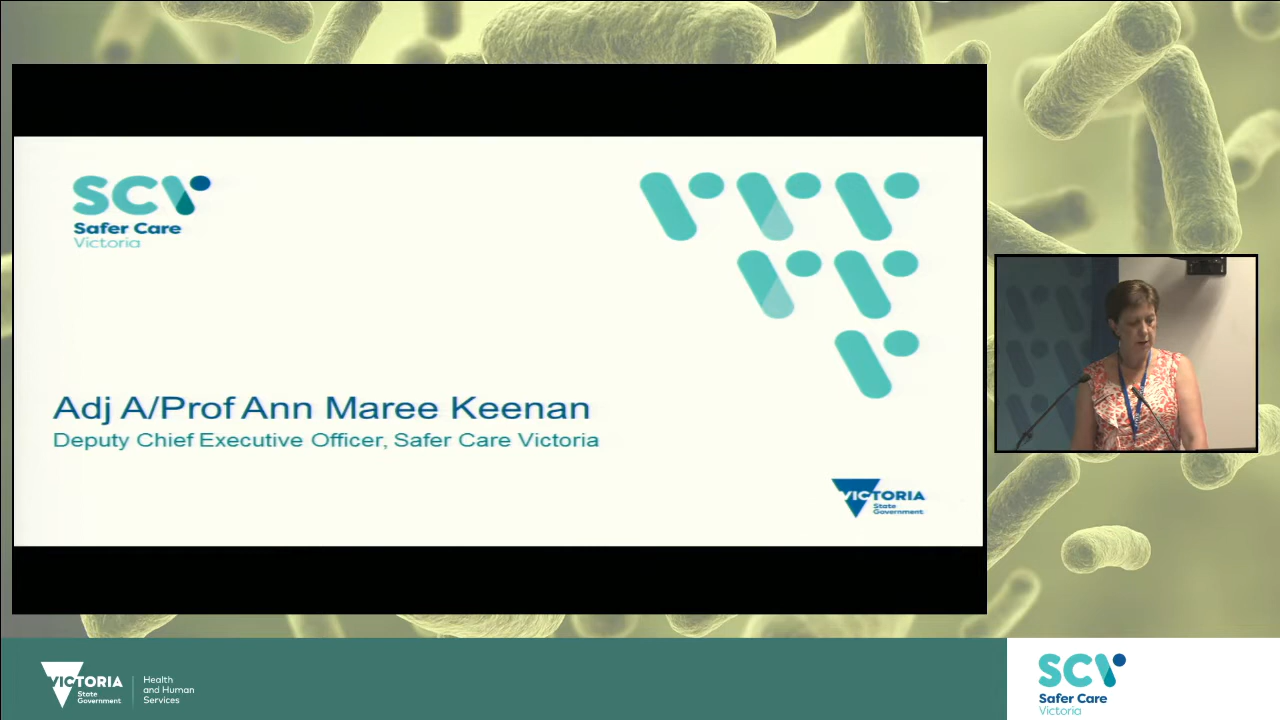 SCV
Safer Care
Victoria
Adj A/Prof Ann Maree Keenan
Deputy Chief Executive Officer, Safer Care Victoria
VICTORIA
State
Government
VICTORIA
State
Government
Health
and Human
Services
SCV
Safer Care
Victoria